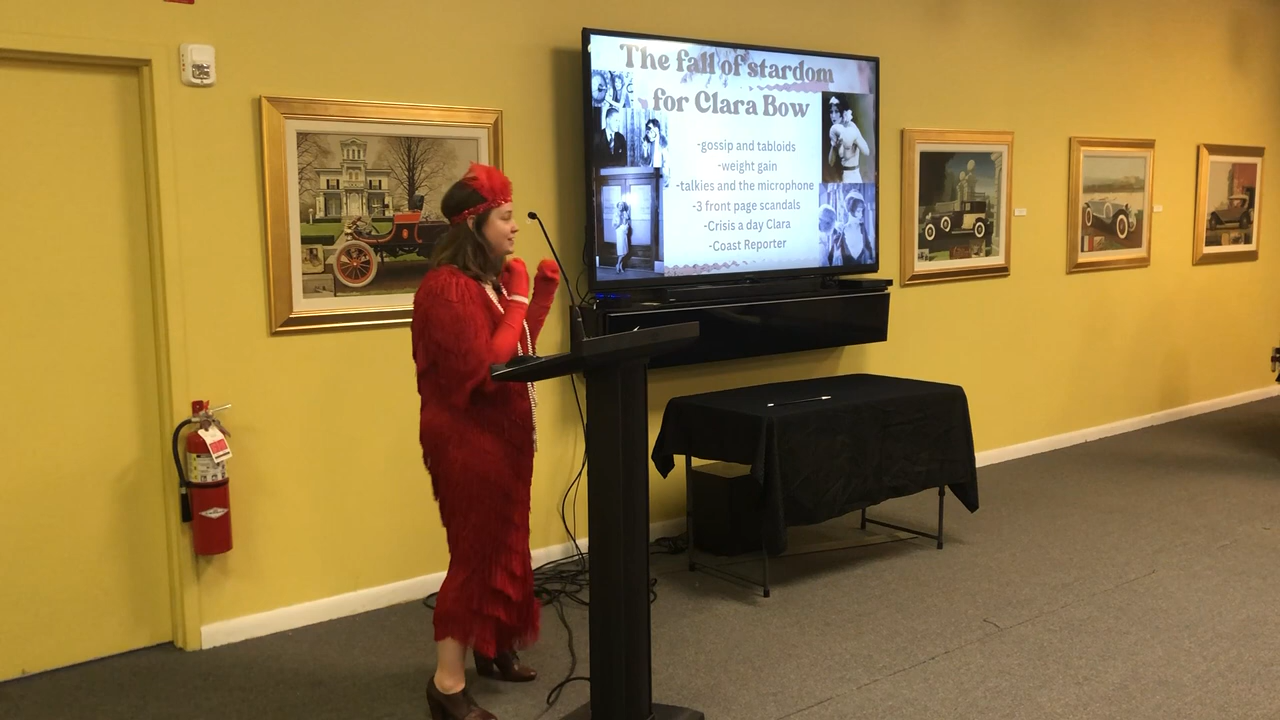 The fall of stardom
for Clara Bow
-gossip and tabloids
-weight gain
-talkies and the microphone
-3 front page scandals
-Crisis a day Clara
-Coast Reporter